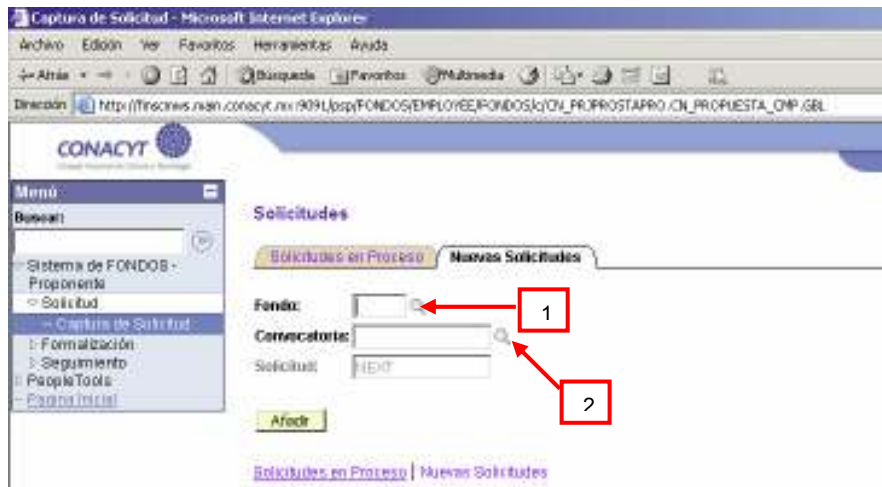 Captura de Solicitud - Microsoft Internet Explorer
Archivo Edición Ver Favoritos Herramientas Ayuda
Atrás Búsqueda Favoritos Multimedia
Dirección
CONACYT
Menú
Buscar:
Sistema de FONDOS -
Proponente
Solicitud
Captura de Solicitud
Formalización
Seguimiento
PeopleTools
Página Inicial
Solicitudes
Solicitudes en Proceso Nuevas Solicitudes
Fondo: 1
Convocatoria:
Solicitud: NEXT
2
Añadir
Solicitudes en Proceso | Nuevas Solicitudes